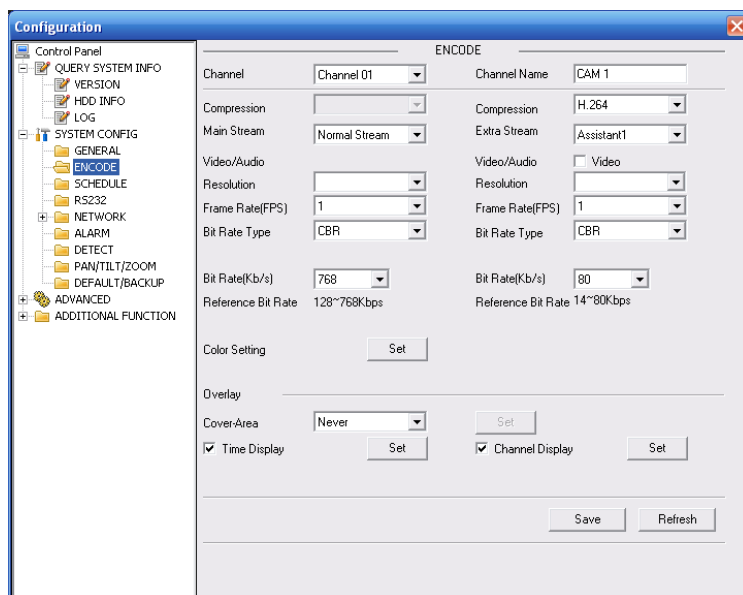 Configuration
Control Panel
QUERY SYSTEM INFO
VERSION
HDD INFO
LOG
SYSTEM CONFIG
GENERAL
ENCODE
SCHEDULE
RS232
NETWORK
ALARM
DETECT
PAN/TILT/ZOOM
DEFAULT/BACKUP
ADVANCED
ADDITIONAL FUNCTION
ENCODE
Channel Channel 01 Channel Name CAM 1
Compression Compression H.264
Main Stream Normal Stream Extra Stream Assistant1
Video/Audio Video/Audio Video
Resolution Resolution
Frame Rate(FPS) 1 Frame Rate(FPS) 1
Bit Rate Type CBR Bit Rate Type CBR
Bit Rate(Kb/s) 768 Bit Rate(Kb/s) 80
Reference Bit Rate 128~768Kbps Reference Bit Rate 14~80Kbps
Color Setting Set
Overlay
Cover-Area Never Set
Time Display Set Channel Display Set
Save Refresh